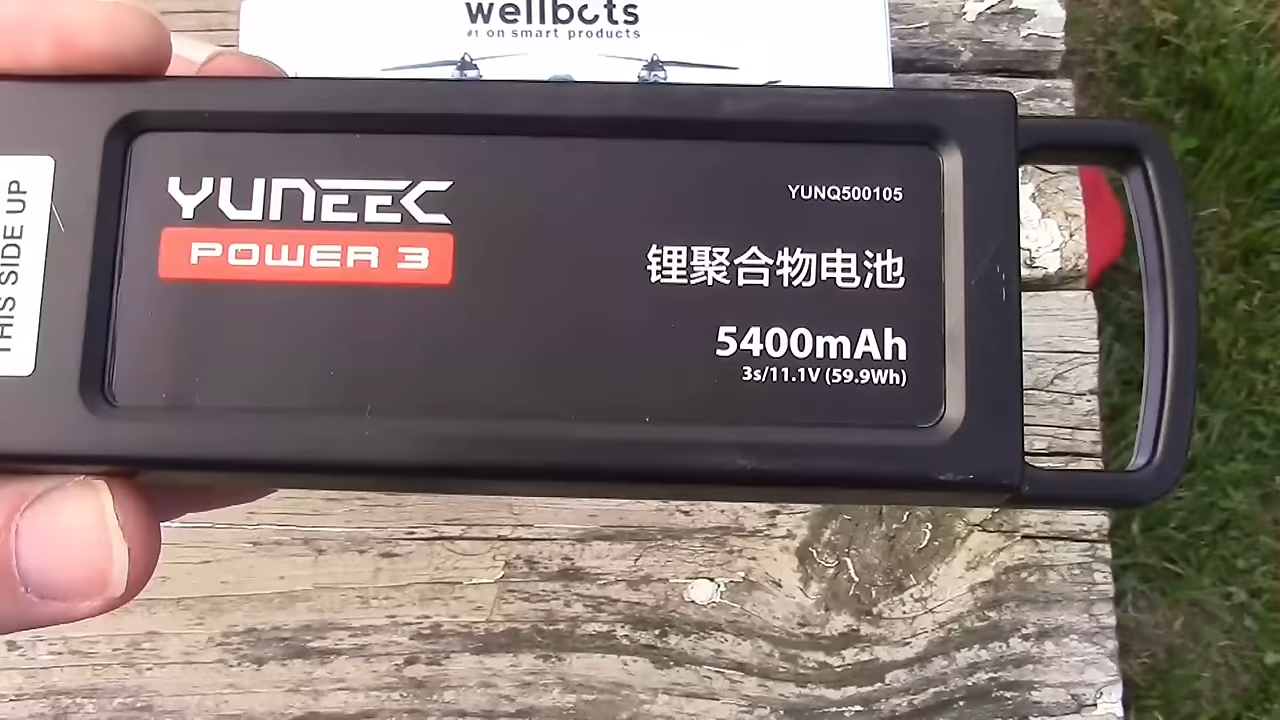 wellbots
#1 on smart products
THIS SIDE UP
YUNEEC
POWER 3
YUNQ500105
锂聚合物电池
5400mAh
3s/11.1V (59.9Wh)